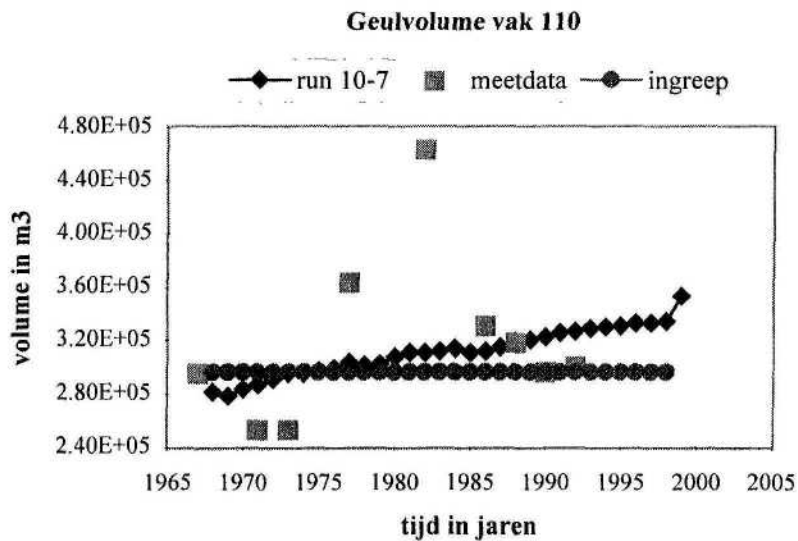 Geulvolume vak 110
run 10-7 meetdata ingreep
4.80E+05
4.40E+05
4.00E+05
3.60E+05
3.20E+05
2.80E+05
2.40E+05
volume in m3
1965 1970 1975 1980 1985 1990 1995 2000 2005
tijd in jaren